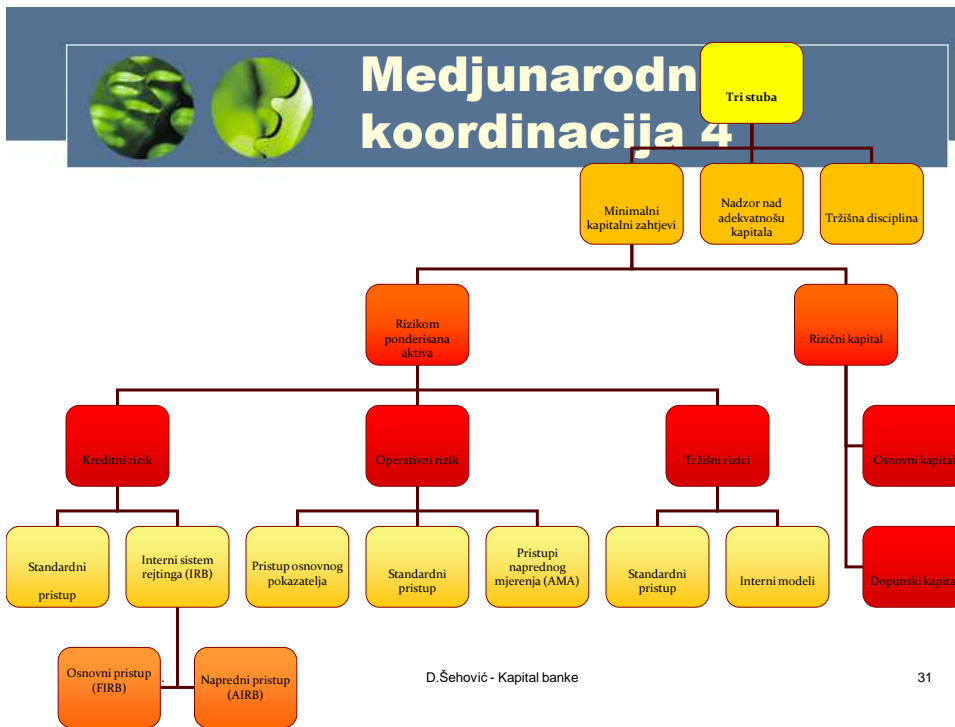 Medjunarodn
koordinacija 4
Tri stuba
Minimalni
kapitalni zahtjevi
Nadzor nad
adekvatnošu
kapitala
Tržišna disciplina
Rizikom
ponderisana
aktiva
Rizični kapital
Kreditni rizik
Operativni rizik
Tržišni rizici
Osnovni kapital
Standardni
pristup
Interni sistem
rejtinga (IRB)
Pristup osnovnog
pokazatelja
Standardni
pristup
Pristupi
naprednog
mjerenja (AMA)
Standardni
pristup
Interni modeli
Dopunski kapital
Osnovni pristup
(FIRB)
.
Napredni pristup
(AIRB)
D.Šehović - Kapital banke
31